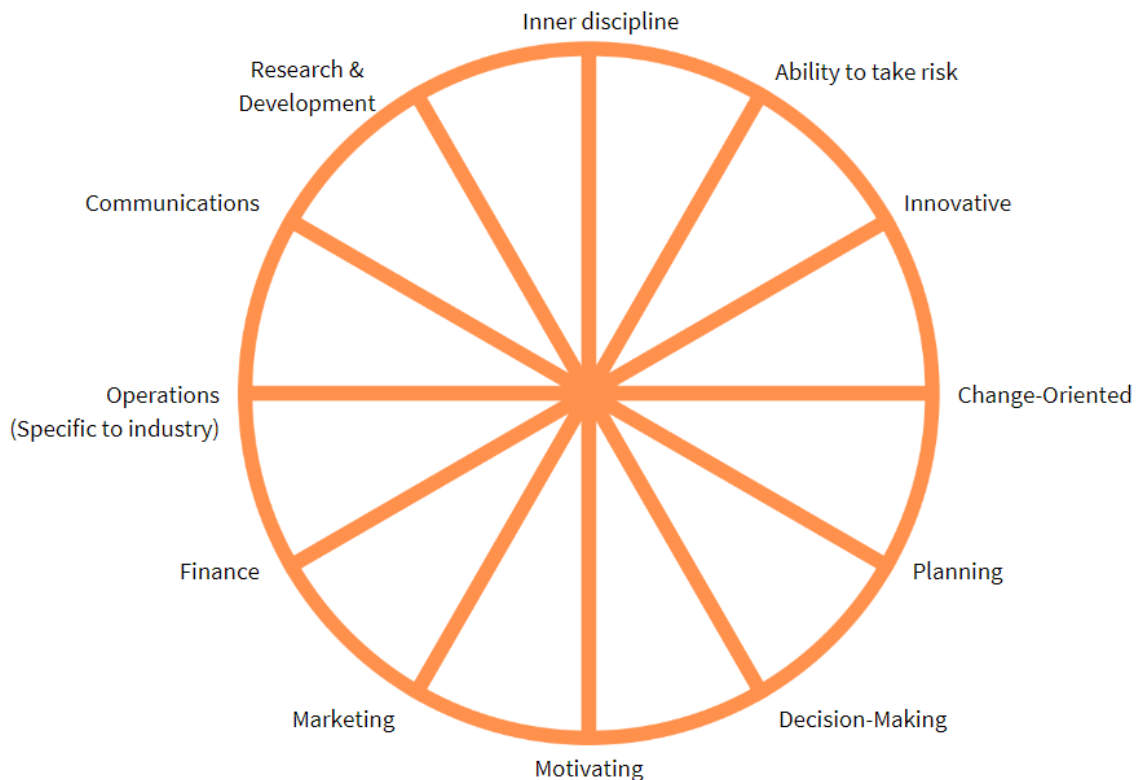 Inner discipline
Ability to take risk
Innovative
Change-Oriented
Planning
Decision-Making
Motivating
Marketing
Finance
Operations
(Specific to industry)
Communications
Research &
Development